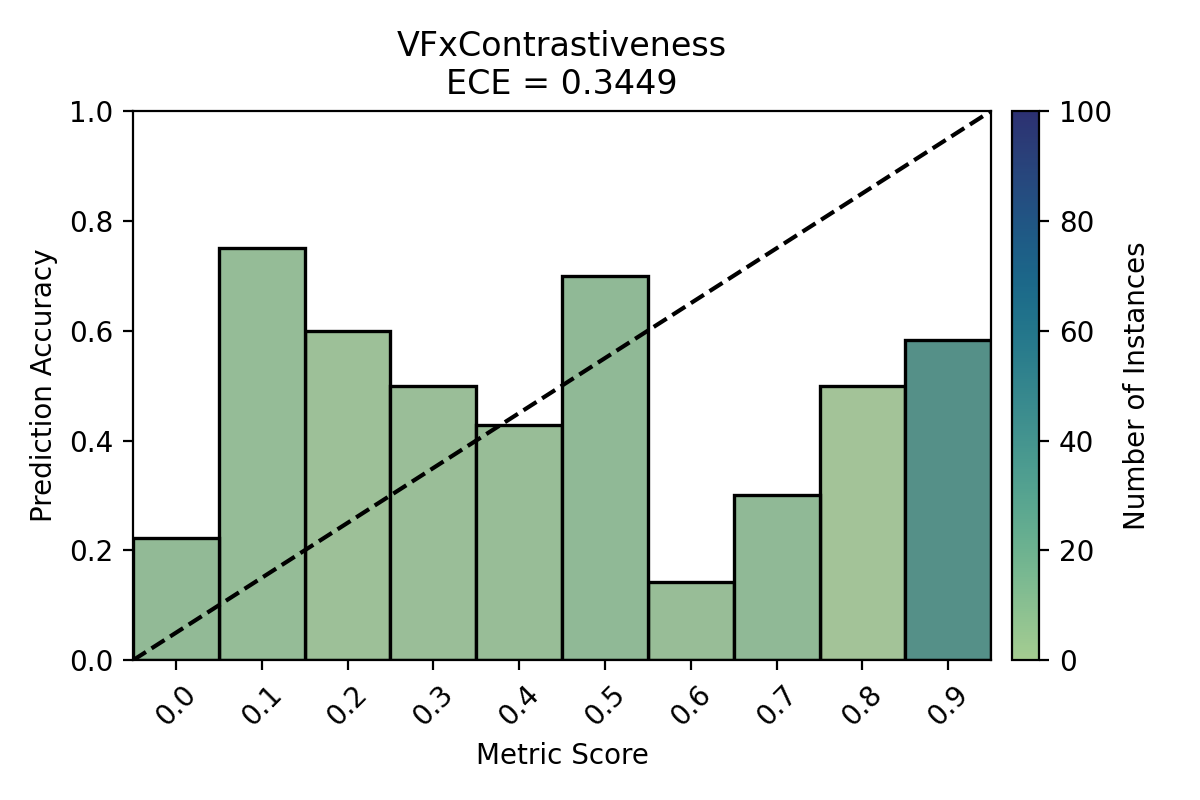 VFxContrastiveness
ECE = 0.3449
Prediction Accuracy
1.0
0.8
0.6
0.4
0.2
0.0
0.0 0.1 0.2 0.3 0.4 0.5 0.6 0.7 0.8 0.9
Metric Score
100
80
60
40
20
0
Number of Instances